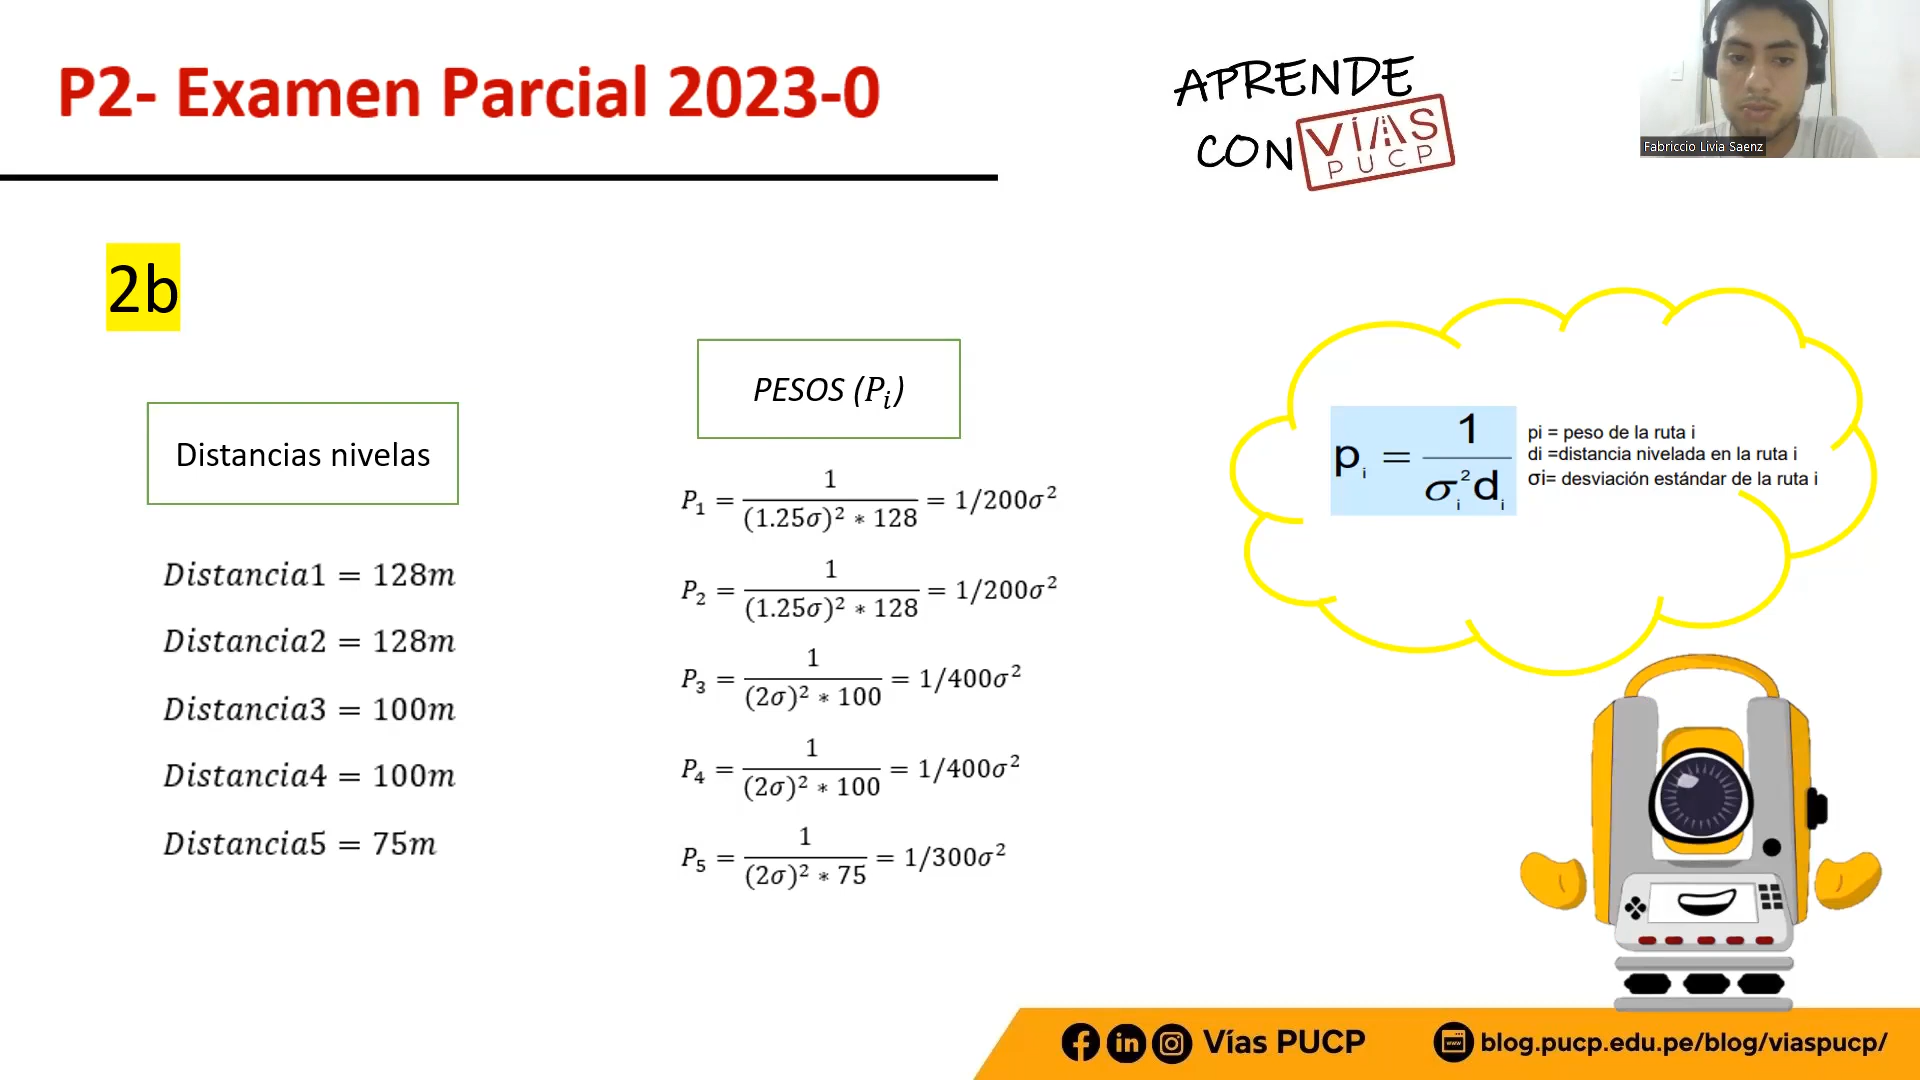 P2- Examen Parcial 2023-0
APRENDE
CON VÍAS
PUCP
Fabriccio Livia Saenz
2b
Distancias nivelas
Distancia1 = 128m
Distancia2 = 128m
Distancia3 = 100m
Distancia4 = 100m
Distancia5 = 75m
PESOS (P_i)
P_1 = 1/((1.25σ)^2 * 128) = 1/200σ^2
P_2 = 1/((1.25σ)^2 * 128) = 1/200σ^2
P_3 = 1/((2σ)^2 * 100) = 1/400σ^2
P_4 = 1/((2σ)^2 * 100) = 1/400σ^2
P_5 = 1/((2σ)^2 * 75) = 1/300σ^2
p_i = 1/(σ_i^2 d_i)
pi = peso de la ruta i
di =distancia nivelada en la ruta i
σi= desviación estándar de la ruta i
Vías PUCP
www
blog.pucp.edu.pe/blog/viaspucp/